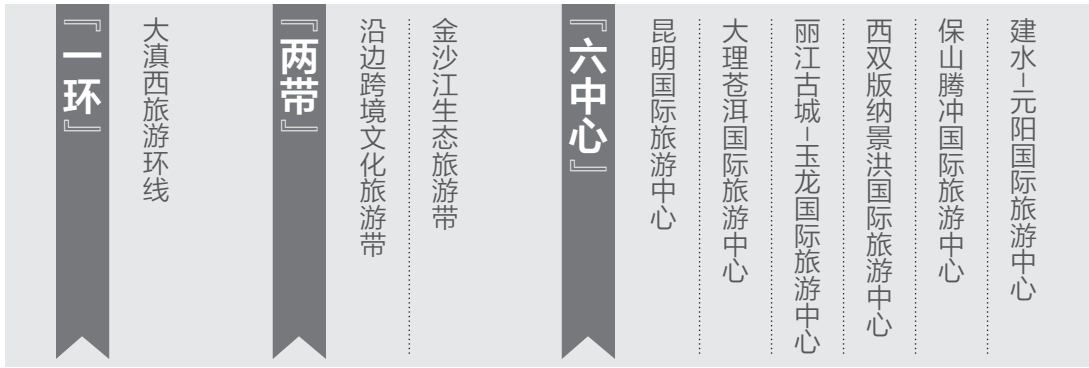 『一环』
大滇西旅游环线
『两带』
沿边跨境文化旅游带
金沙江生态旅游带
『六中心』
昆明国际旅游中心
大理苍洱国际旅游中心
丽江古城–玉龙国际旅游中心
西双版纳景洪国际旅游中心
保山腾冲国际旅游中心
建水–元阳国际旅游中心